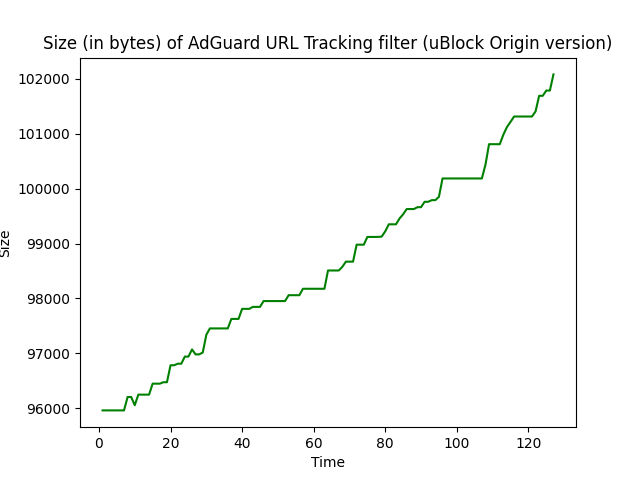 Size (in bytes) of AdGuard URL Tracking filter (uBlock Origin version)
102000
101000
100000
99000
98000
97000
96000
Size
0 20 40 60 80 100 120
Time